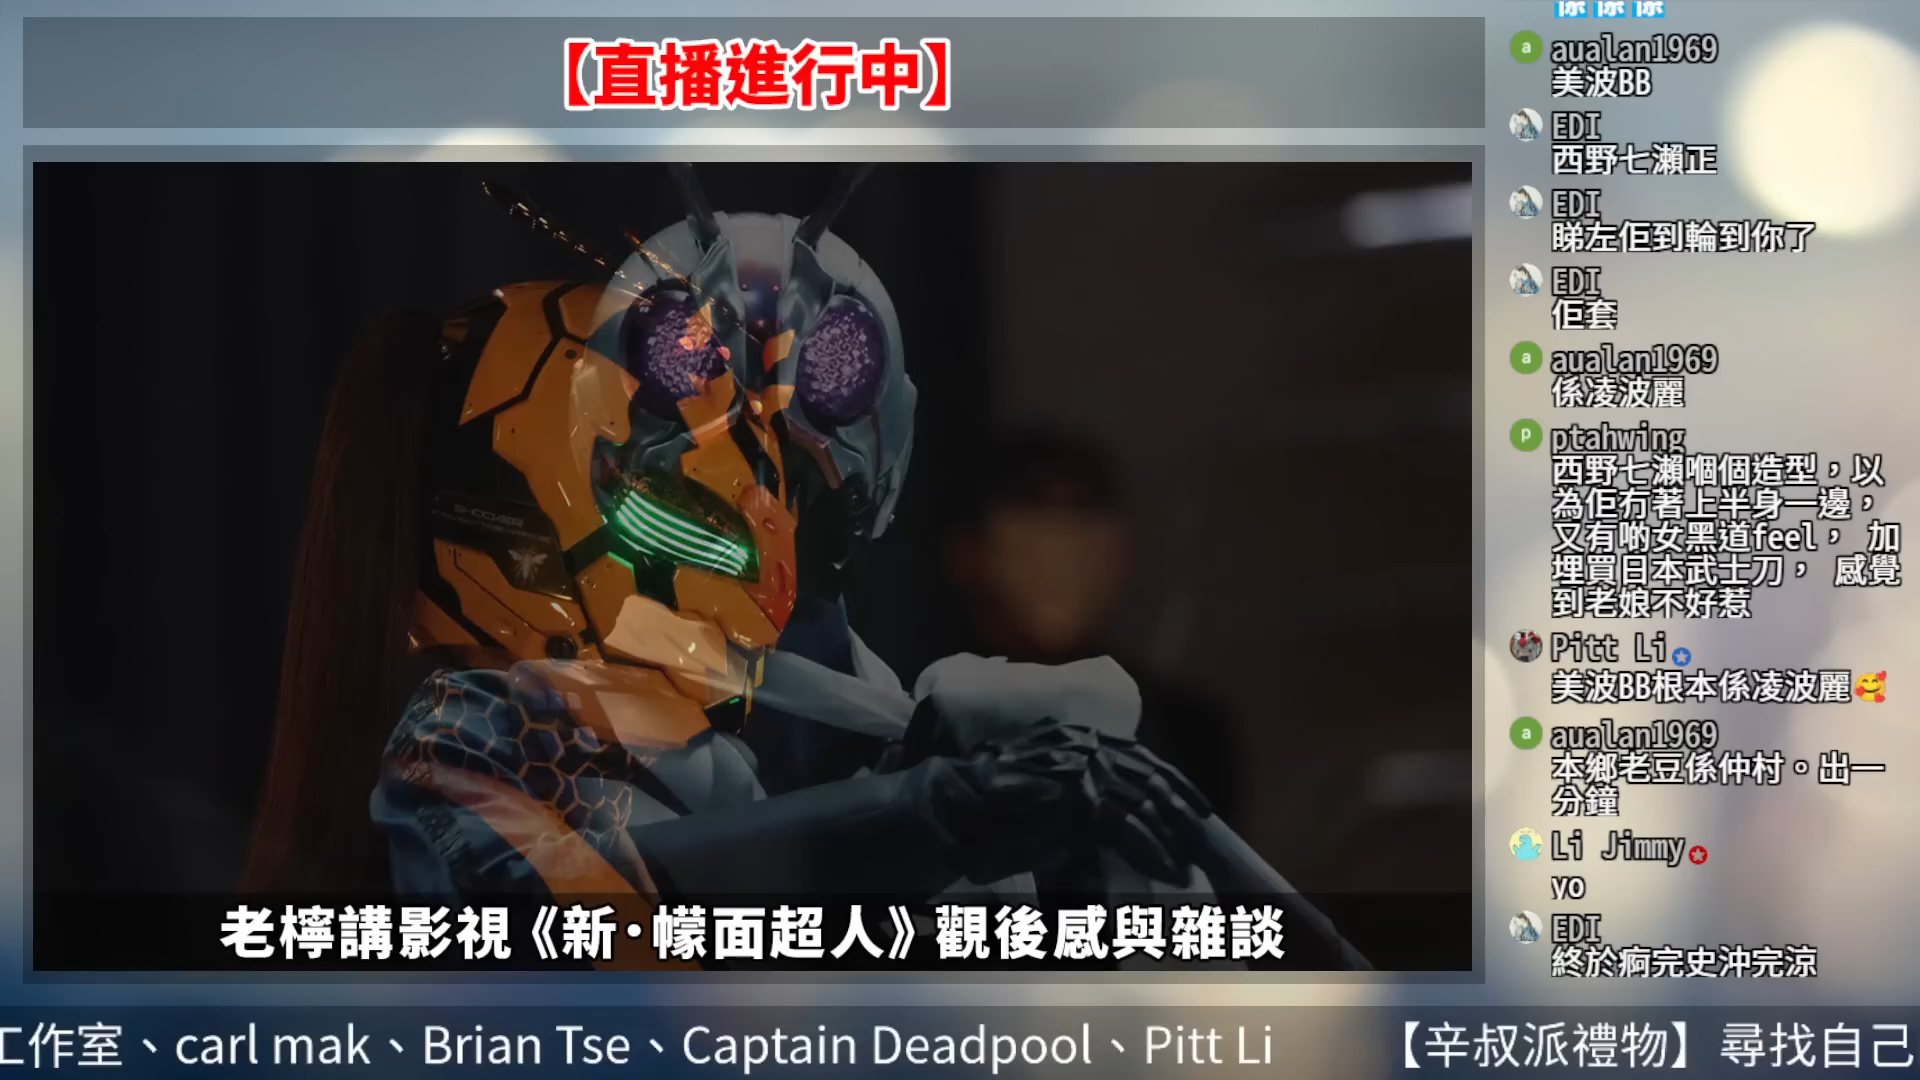 【直播進行中】
你你你
aualan1969
美波BB
EDI
西野七瀨正
EDI
睇左佢到輪到你了
EDI
佢套
aualan1969
係凌波麗
ptahwing
西野七瀨嗰個造型，以
為佢冇著上半身一邊，
又有啲女黑道feel， 加
埋買日本武士刀， 感覺
到老娘不好惹
Pitt Li
美波BB根本係凌波麗🥰
aualan1969
本鄉老豆係仲村。出一
分鐘
Li Jimmy
yo
EDI
終於痾完史沖完涼
SHOCKER
老檸講影視《新·幪面超人》觀後感與雜談
工作室、carl mak、Brian Tse、Captain Deadpool、Pitt Li 【辛叔派禮物】尋找自己